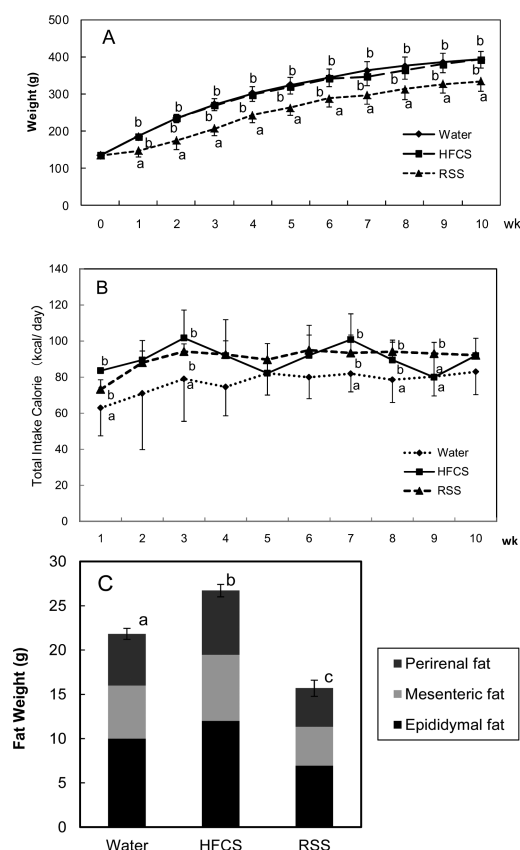 A
Weight (g)
500
400
300
200
100
0
b b b b b b b b b b
b b b b b b b b b b
a a a a a a a a a a
Water
HFCS
RSS
0 1 2 3 4 5 6 7 8 9 10 wk
B
Total Intake Calorie (kcal/ day)
140
120
100
80
60
40
20
0
b b b b b
b b a b a
a a a a
Water
HFCS
RSS
1 2 3 4 5 6 7 8 9 10 wk
C
Fat Weight (g)
30
25
20
15
10
5
0
a b c
Water HFCS RSS
Perirenal fat
Mesenteric fat
Epididymal fat